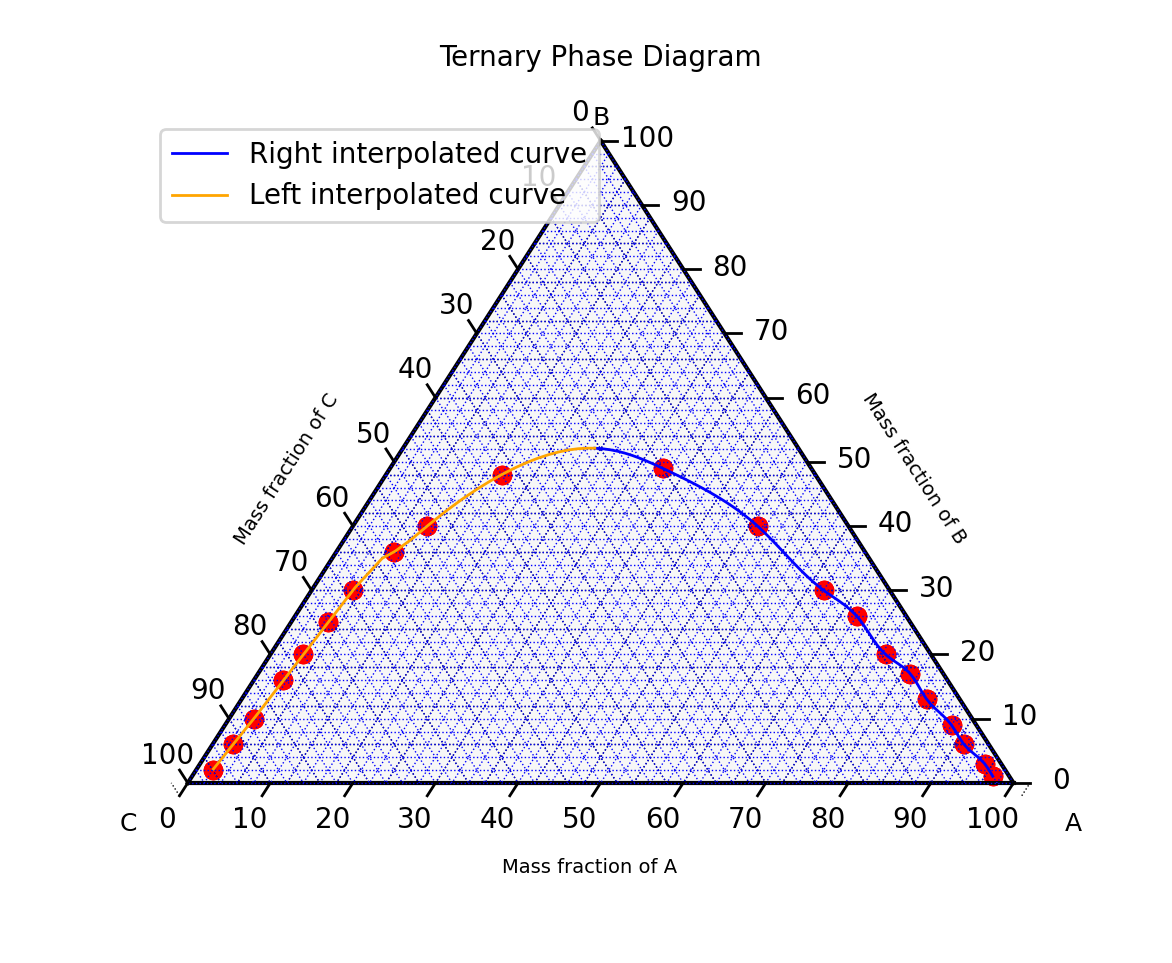 Ternary Phase Diagram
0 B
100
Right interpolated curve
10
Left interpolated curve
90
20
80
30
70
40
60
50
50
60
40
70
30
80
20
90
10
100
0
Mass fraction of C
Mass fraction of B
C 0 10 20 30 40 50 60 70 80 90 100 A
Mass fraction of A